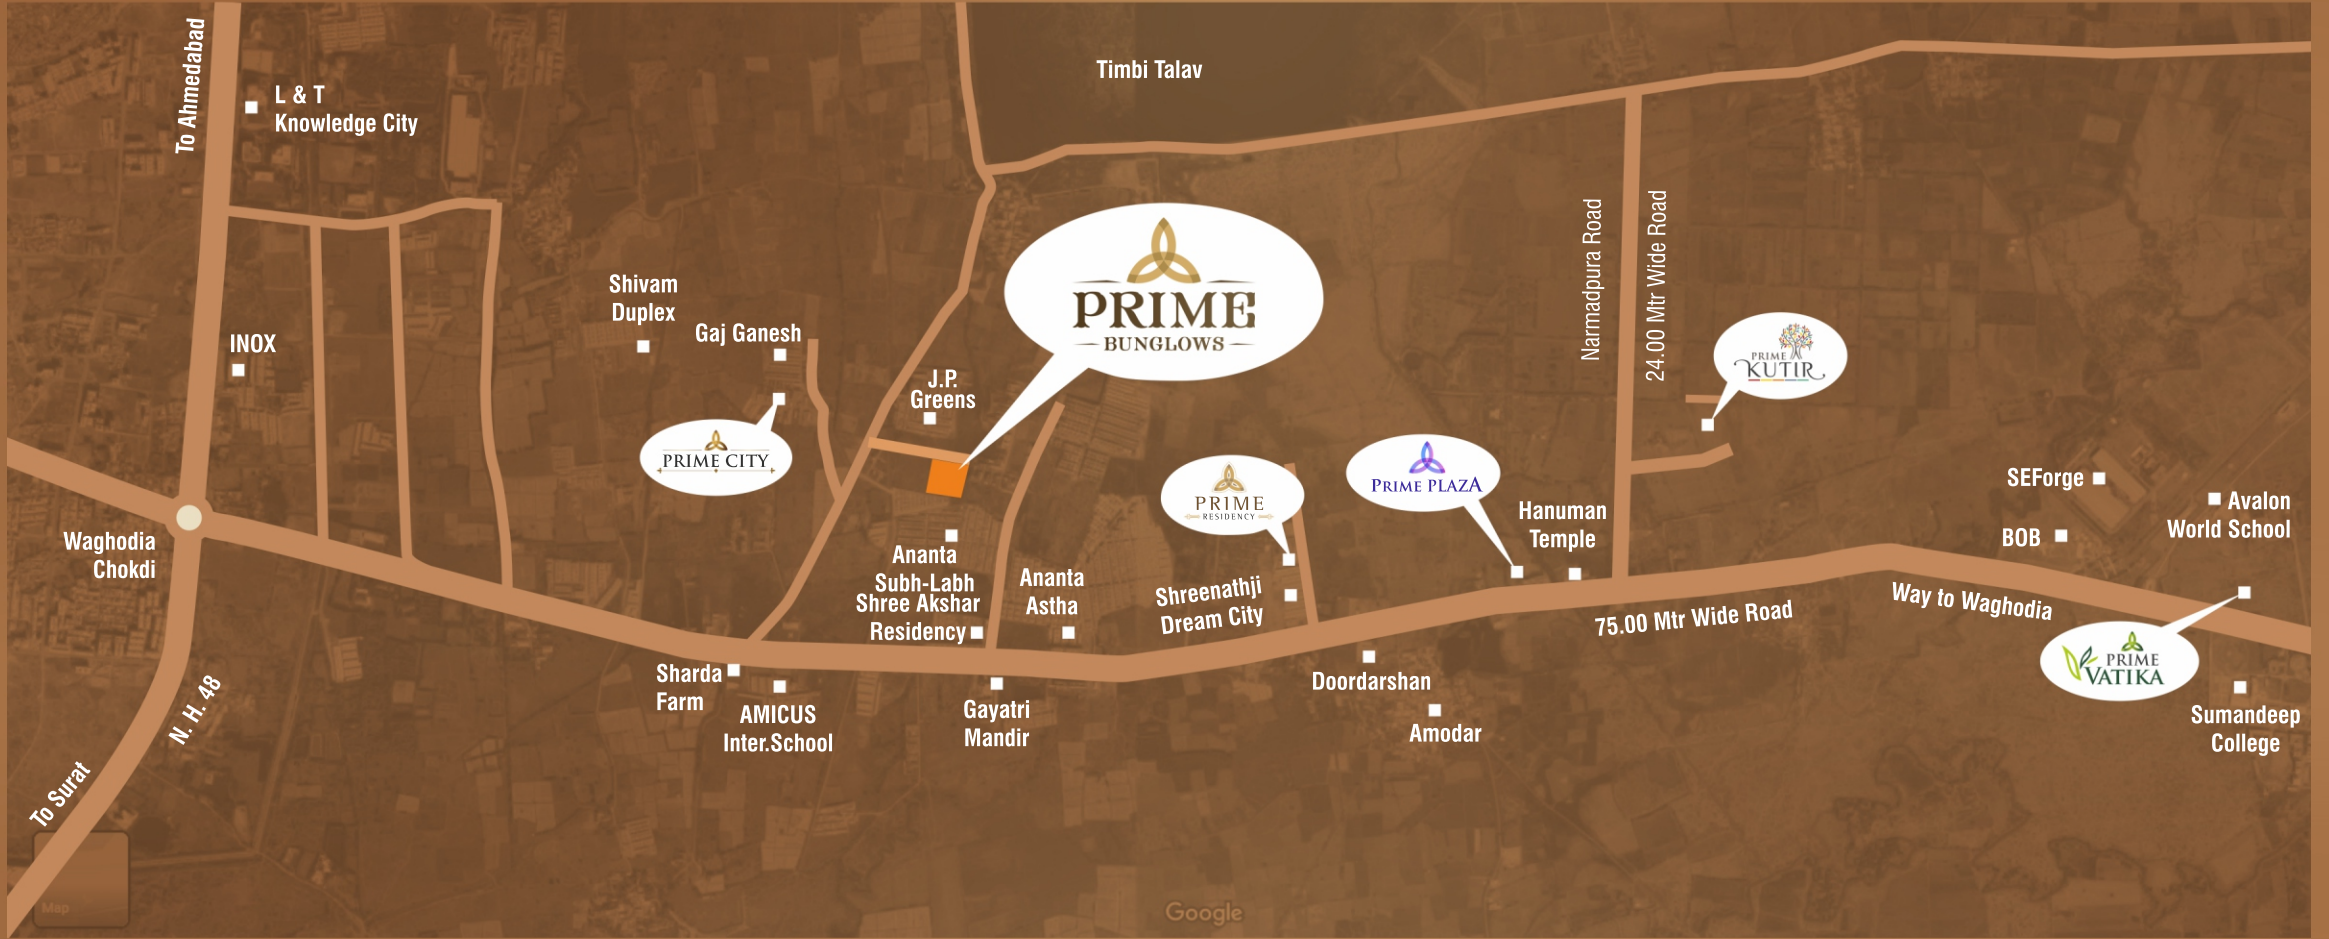 To Ahmedabad
L & T
Knowledge City
Timbi Talav
INOX
Shivam
Duplex
Gaj Ganesh
PRIME CITY
J.P.
Greens
PRIME
BUNGLOWS
Narmadpura Road
24.00 Mtr Wide Road
PRIME
KUTIR
PRIME
RESIDENCY
PRIME PLAZA
Hanuman
Temple
SEForge
BOB
Avalon
World School
Waghodia
Chokdi
Ananta
Subh-Labh
Shree Akshar
Residency
Ananta
Astha
Shreenathji
Dream City
75.00 Mtr Wide Road
Way to Waghodia
PRIME
VATIKA
Sharda
Farm
AMICUS
Inter.School
Gayatri
Mandir
Doordarshan
Amodar
Sumandeep
College
N. H. 48
To Surat
Map
Google